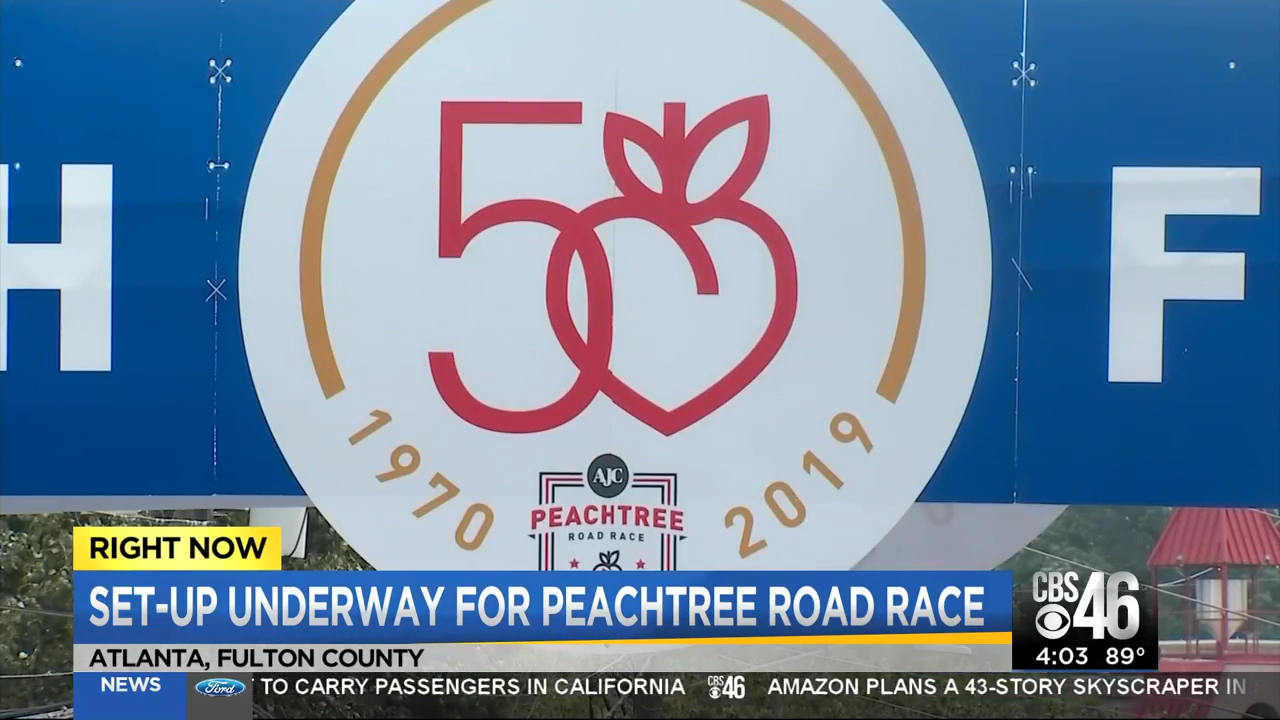 H
F
50
1970
2019
AJC
PEACHTREE
ROAD RACE
RIGHT NOW
SET-UP UNDERWAY FOR PEACHTREE ROAD RACE
ATLANTA, FULTON COUNTY
CBS 46
4:03 89°
NEWS Ford TO CARRY PASSENGERS IN CALIFORNIA CBS 46 AMAZON PLANS A 43-STORY SKYSCRAPER IN